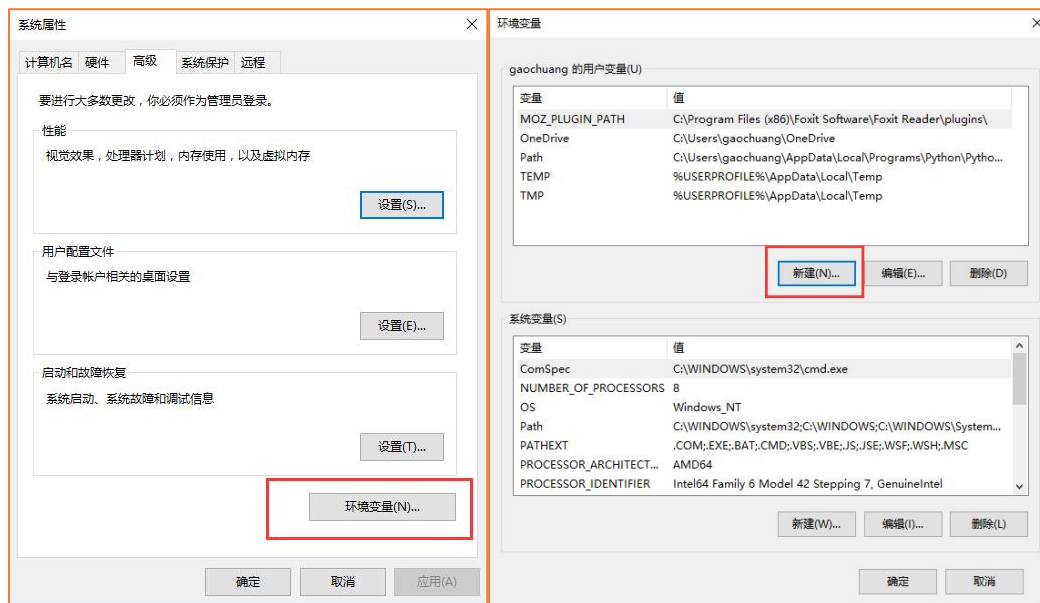 系统属性
计算机名 硬件 高级 系统保护 远程
要进行大多数更改，你必须作为管理员登录。
性能
视觉效果，处理器计划，内存使用，以及虚拟内存
设置(S)...
用户配置文件
与登录帐户相关的桌面设置
设置(E)...
启动和故障恢复
系统启动、系统故障和调试信息
设置(T)...
环境变量(N)...
确定 取消 应用(A)
环境变量
gaochuang 的用户变量(U)
变量 值
MOZ_PLUGIN_PATH C:\Program Files (x86)\Foxit Software\Foxit Reader\plugins\
OneDrive C:\Users\gaochuang\OneDrive
Path C:\Users\gaochuang\AppData\Local\Programs\Python\Pytho...
TEMP %USERPROFILE%\AppData\Local\Temp
TMP %USERPROFILE%\AppData\Local\Temp
新建(N)... 编辑(E)... 删除(D)
系统变量(S)
变量 值
ComSpec C:\WINDOWS\system32\cmd.exe
NUMBER_OF_PROCESSORS 8
OS Windows_NT
Path C:\WINDOWS\system32;C:\WINDOWS;C:\WINDOWS\System...
PATHEXT .COM;.EXE;.BAT;.CMD;.VBS;.VBE;.JS;.JSE;.WSF;.WSH;.MSC
PROCESSOR_ARCHITECT... AMD64
PROCESSOR_IDENTIFIER Intel64 Family 6 Model 42 Stepping 7, GenuineIntel
新建(W)... 编辑(I)... 删除(L)
确定 取消